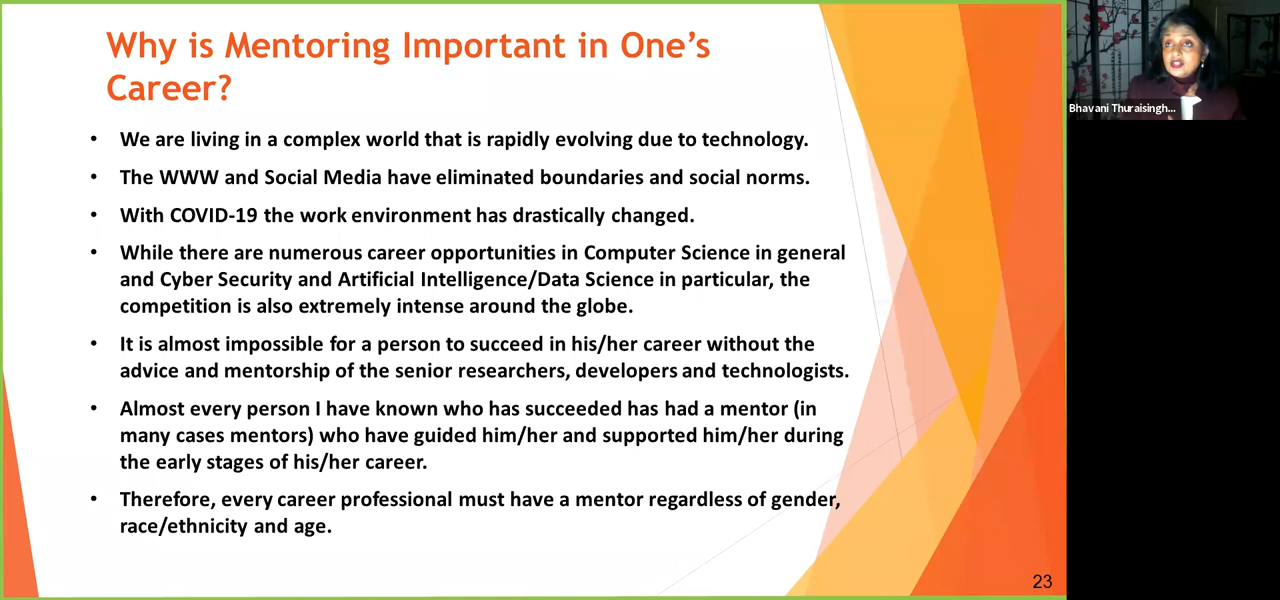 Why is Mentoring Important in One's
Career?
• We are living in a complex world that is rapidly evolving due to technology.
• The WWW and Social Media have eliminated boundaries and social norms.
• With COVID-19 the work environment has drastically changed.
• While there are numerous career opportunities in Computer Science in general
and Cyber Security and Artificial Intelligence/Data Science in particular, the
competition is also extremely intense around the globe.
• It is almost impossible for a person to succeed in his/her career without the
advice and mentorship of the senior researchers, developers and technologists.
• Almost every person I have known who has succeeded has had a mentor (in
many cases mentors) who have guided him/her and supported him/her during
the early stages of his/her career.
• Therefore, every career professional must have a mentor regardless of gender,
race/ethnicity and age.
23
Bhavani Thuraisingh...